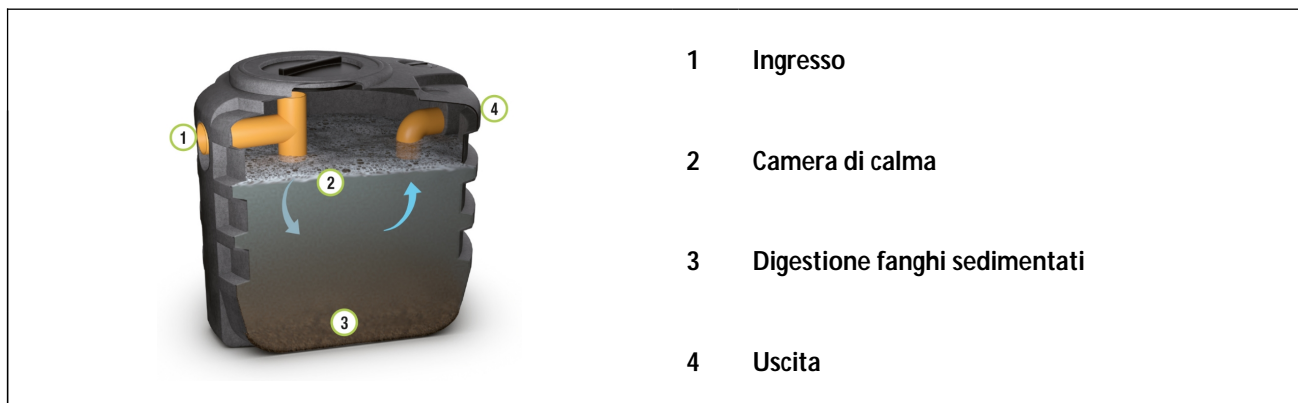 1
4
2
3
1 Ingresso
2 Camera di calma
3 Digestione fanghi sedimentati
4 Uscita